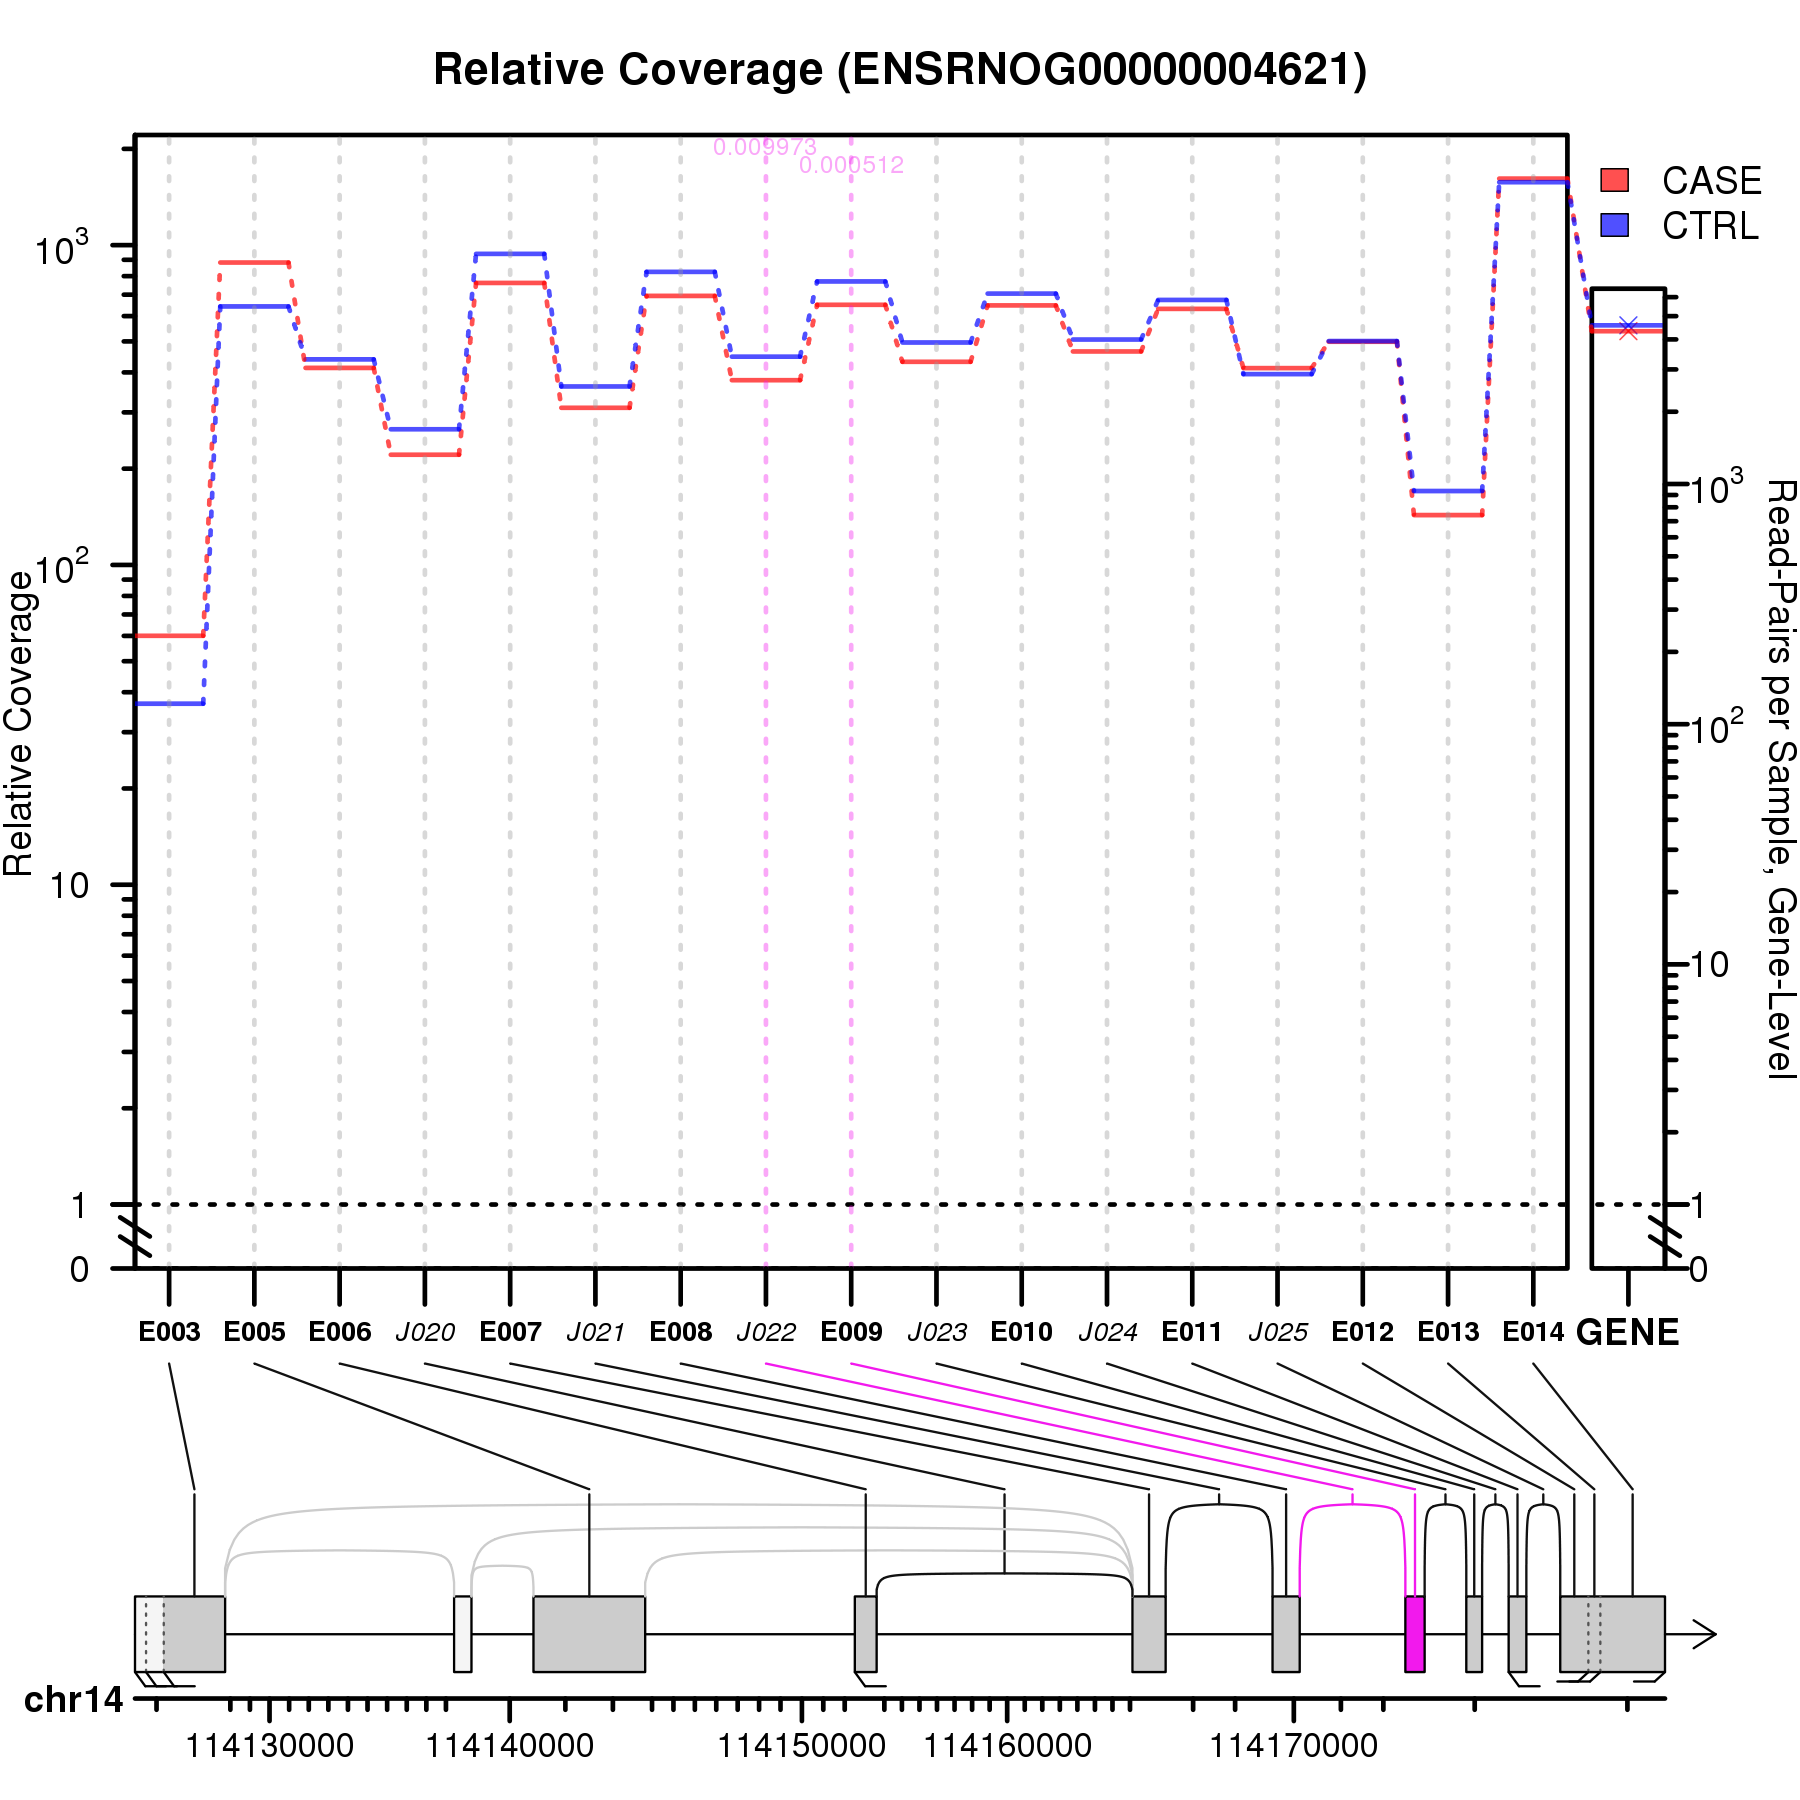 Relative Coverage (ENSRNOG00000004621)
0.009973
0.000512
CASE
CTRL
Relative Coverage
10³
10²
10
1
0
Read-Pairs per Sample, Gene-Level
10³
10²
10
1
0
E003 E005 E006 J020 E007 J021 E008 J022 E009 J023 E010 J024 E011 J025 E012 E013 E014 GENE
chr14
114130000 114140000 114150000 114160000 114170000